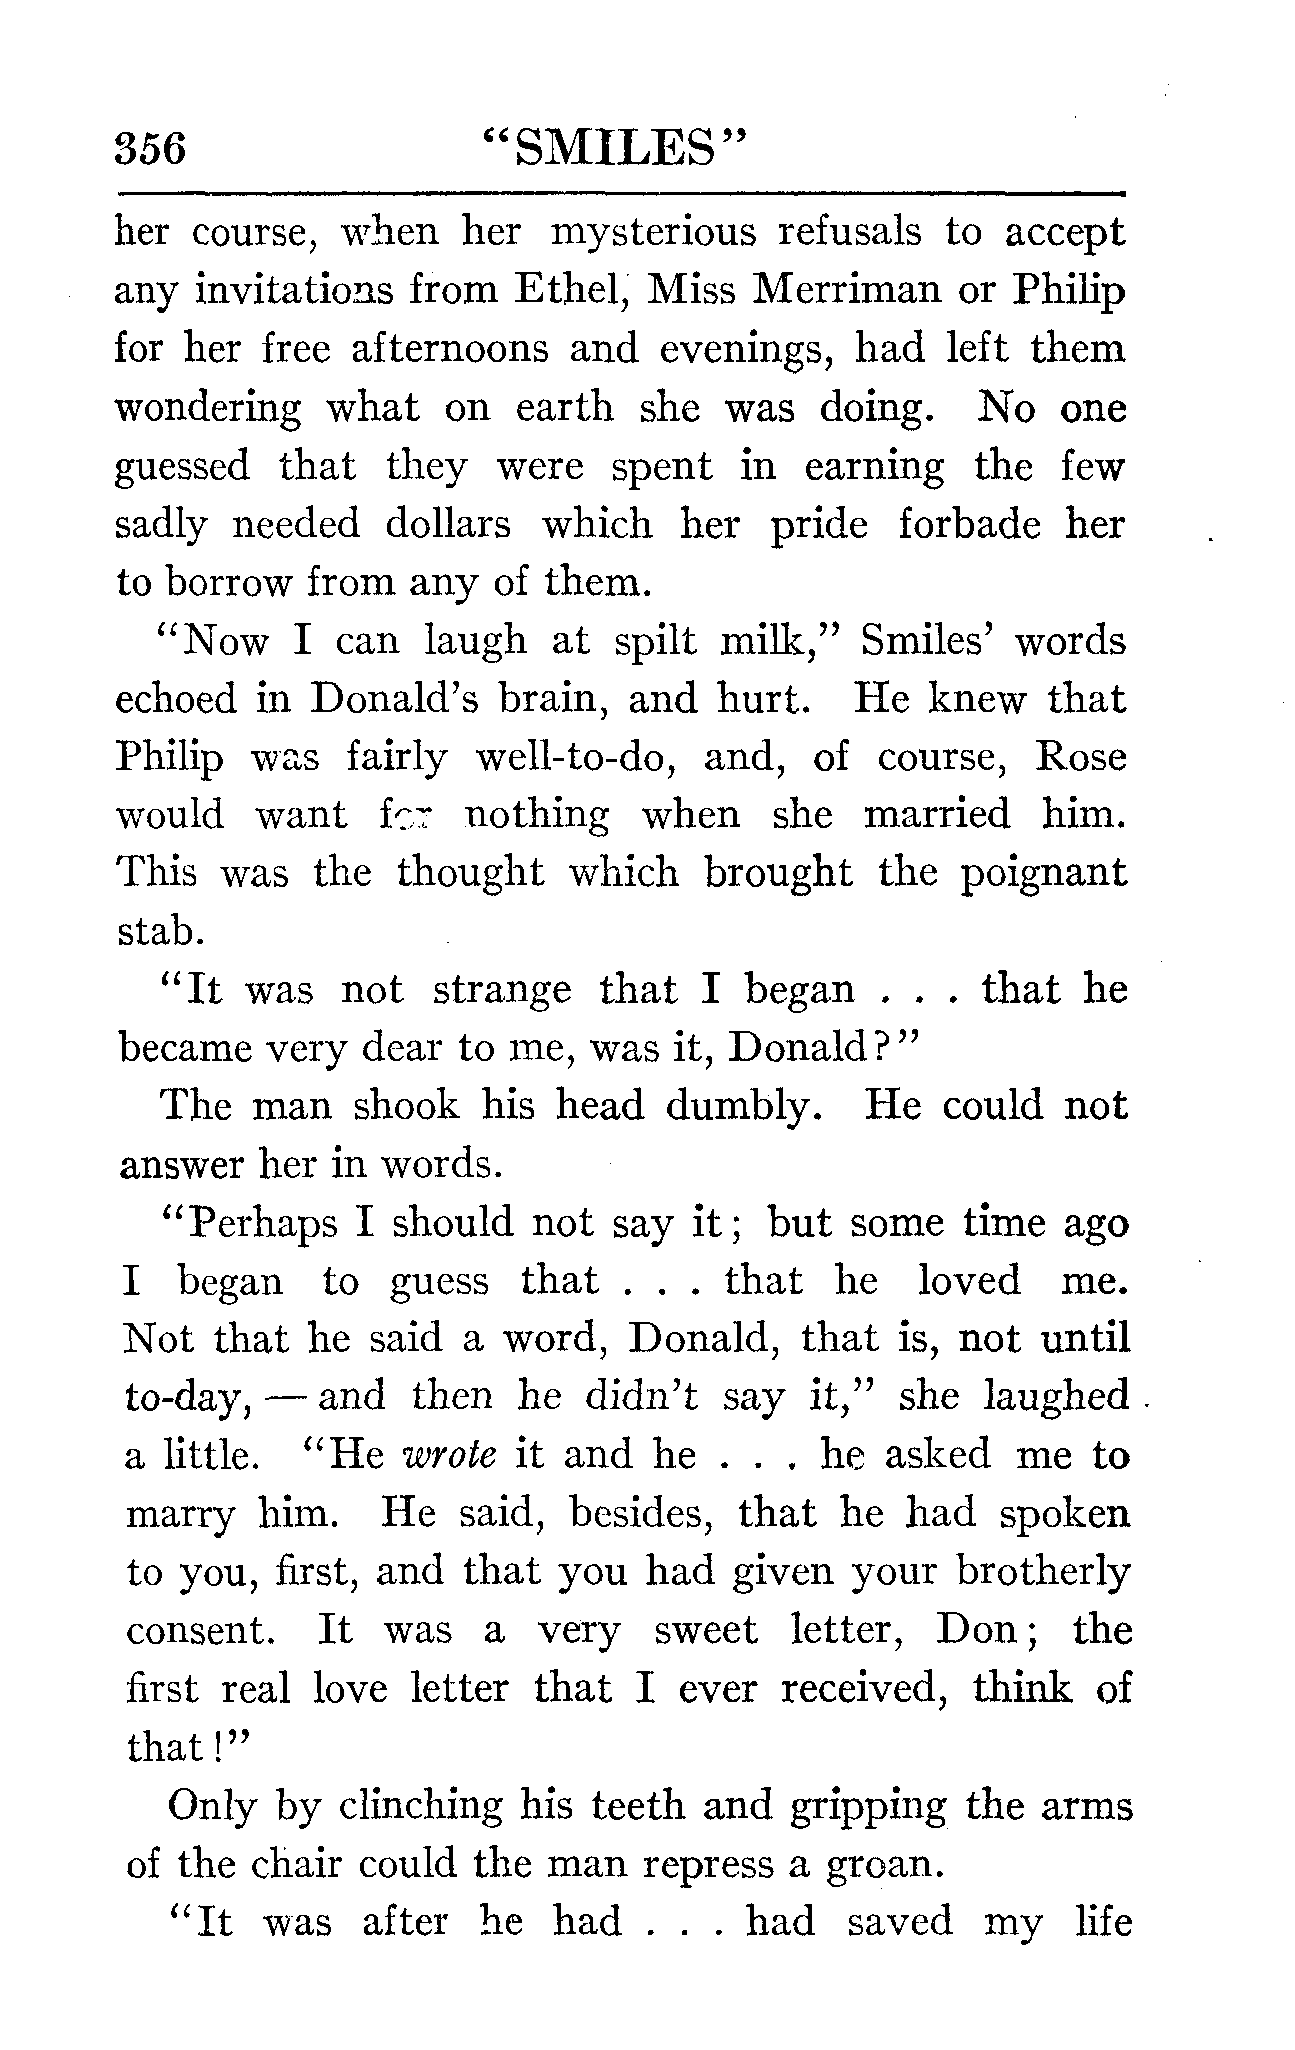 356 "SMILES"
her course, when her mysterious refusals to accept
any invitations from Ethel, Miss Merriman or Philip
for her free afternoons and evenings, had left them
wondering what on earth she was doing. No one
guessed that they were spent in earning the few
sadly needed dollars which her pride forbade her
to borrow from any of them.
"Now I can laugh at spilt milk," Smiles' words
echoed in Donald's brain, and hurt. He knew that
Philip was fairly well-to-do, and, of course, Rose
would want for nothing when she married him.
This was the thought which brought the poignant
stab.
"It was not strange that I began . . . that he
became very dear to me, was it, Donald?"
The man shook his head dumbly. He could not
answer her in words.
"Perhaps I should not say it; but some time ago
I began to guess that . . . that he loved me.
Not that he said a word, Donald, that is, not until
to-day, — and then he didn't say it," she laughed
a little. "He wrote it and he . . . he asked me to
marry him. He said, besides, that he had spoken
to you, first, and that you had given your brotherly
consent. It was a very sweet letter, Don; the
first real love letter that I ever received, think of
that!"
Only by clinching his teeth and gripping the arms
of the chair could the man repress a groan.
"It was after he had . . . had saved my life